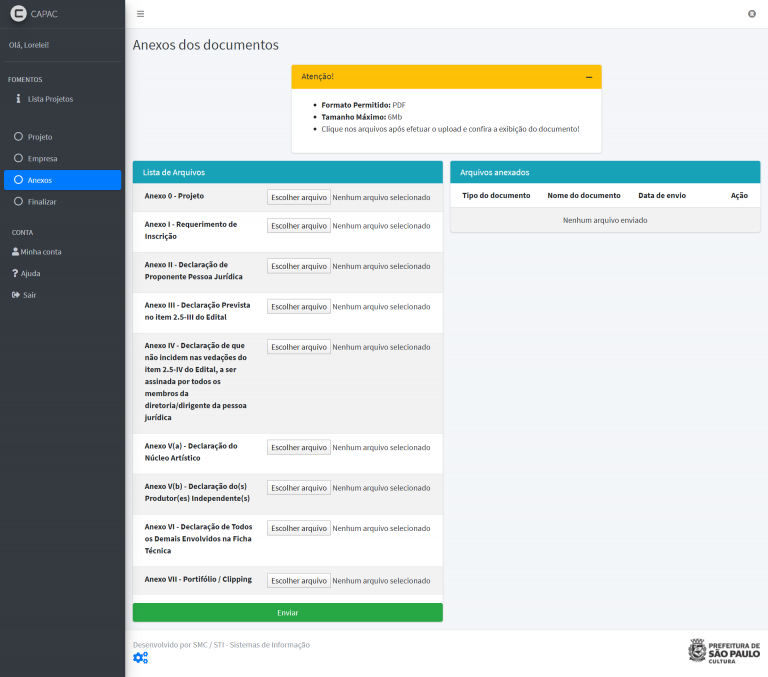 CAPAC
Olá, Lorelei!
FOMENTOS
Lista Projetos
Projeto
Empresa
Anexos
Finalizar
CONTA
Minha conta
Ajuda
Sair
Anexos dos documentos
Atenção!
Formato Permitido: PDF
Tamanho Máximo: 6Mb
Clique nos arquivos após efetuar o upload e confira a exibição do documento!
Lista de Arquivos
Anexo 0 - Projeto
Escolher arquivo Nenhum arquivo selecionado
Anexo I - Requerimento de
Inscrição
Escolher arquivo Nenhum arquivo selecionado
Anexo II - Declaração de
Proponente Pessoa Jurídica
Escolher arquivo Nenhum arquivo selecionado
Anexo III - Declaração Prevista
no item 2.5-III do Edital
Escolher arquivo Nenhum arquivo selecionado
Anexo IV - Declaração de que
não incidem nas vedações do
item 2.5-IV do Edital, a ser
assinada por todos os
membros da
diretoria/dirigente da pessoa
jurídica
Escolher arquivo Nenhum arquivo selecionado
Anexo V(a) - Declaração do
Núcleo Artístico
Escolher arquivo Nenhum arquivo selecionado
Anexo V(b) - Declaração do(s)
Produtor(es) Independente(s)
Escolher arquivo Nenhum arquivo selecionado
Anexo VI - Declaração de Todos
os Demais Envolvidos na Ficha
Técnica
Escolher arquivo Nenhum arquivo selecionado
Anexo VII - Portifólio / Clipping
Escolher arquivo Nenhum arquivo selecionado
Enviar
Arquivos anexados
Tipo do documento Nome do documento Data de envio Ação
Nenhum arquivo enviado
Desenvolvido por SMC / STI - Sistemas de Informação
PREFEITURA DE
SÃO PAULO
CULTURA